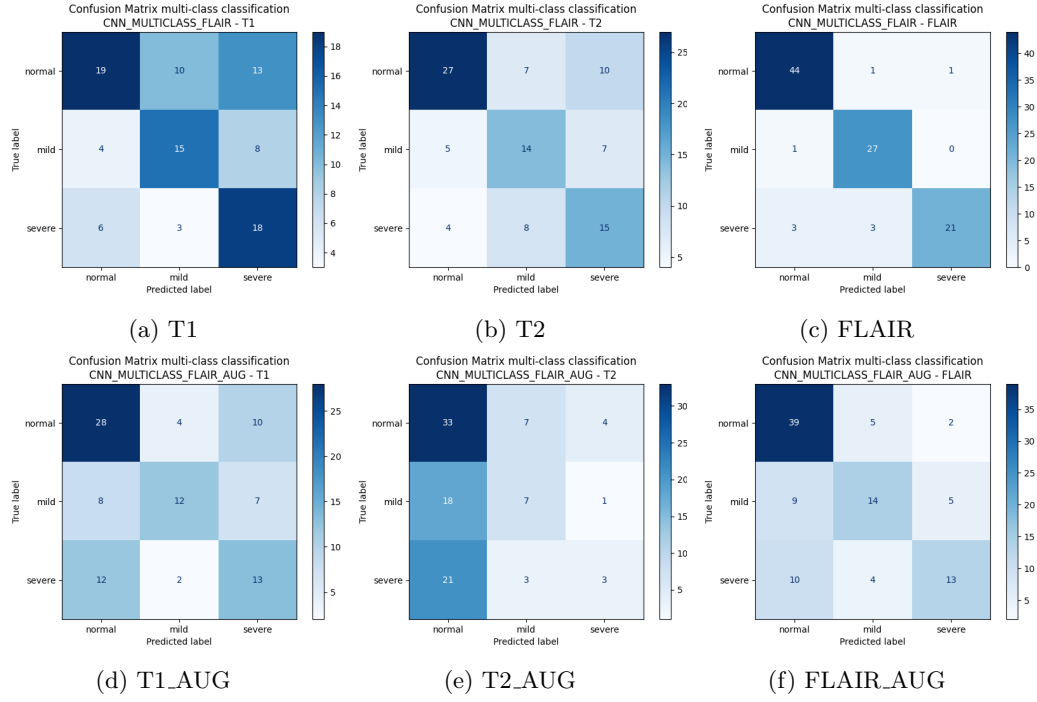 Confusion Matrix multi-class classification
CNN_MULTICLASS_FLAIR - T1
normal 19 10 13
mild 4 15 8
severe 6 3 18
normal mild severe
Predicted label
True label
18
16
14
12
10
8
6
4
(a) T1
Confusion Matrix multi-class classification
CNN_MULTICLASS_FLAIR - T2
normal 27 7 10
mild 5 14 7
severe 4 8 15
normal mild severe
Predicted label
True label
25
20
15
10
5
(b) T2
Confusion Matrix multi-class classification
CNN_MULTICLASS_FLAIR - FLAIR
normal 44 1 1
mild 1 27 0
severe 3 3 21
normal mild severe
Predicted label
True label
40
35
30
25
20
15
10
5
0
(c) FLAIR
Confusion Matrix multi-class classification
CNN_MULTICLASS_FLAIR_AUG - T1
normal 28 4 10
mild 8 12 7
severe 12 2 13
normal mild severe
Predicted label
True label
25
20
15
10
5
(d) T1_AUG
Confusion Matrix multi-class classification
CNN_MULTICLASS_FLAIR_AUG - T2
normal 33 7 4
mild 18 7 1
severe 21 3 3
normal mild severe
Predicted label
True label
30
25
20
15
10
5
(e) T2_AUG
Confusion Matrix multi-class classification
CNN_MULTICLASS_FLAIR_AUG - FLAIR
normal 39 5 2
mild 9 14 5
severe 10 4 13
normal mild severe
Predicted label
True label
35
30
25
20
15
10
5
(f) FLAIR_AUG